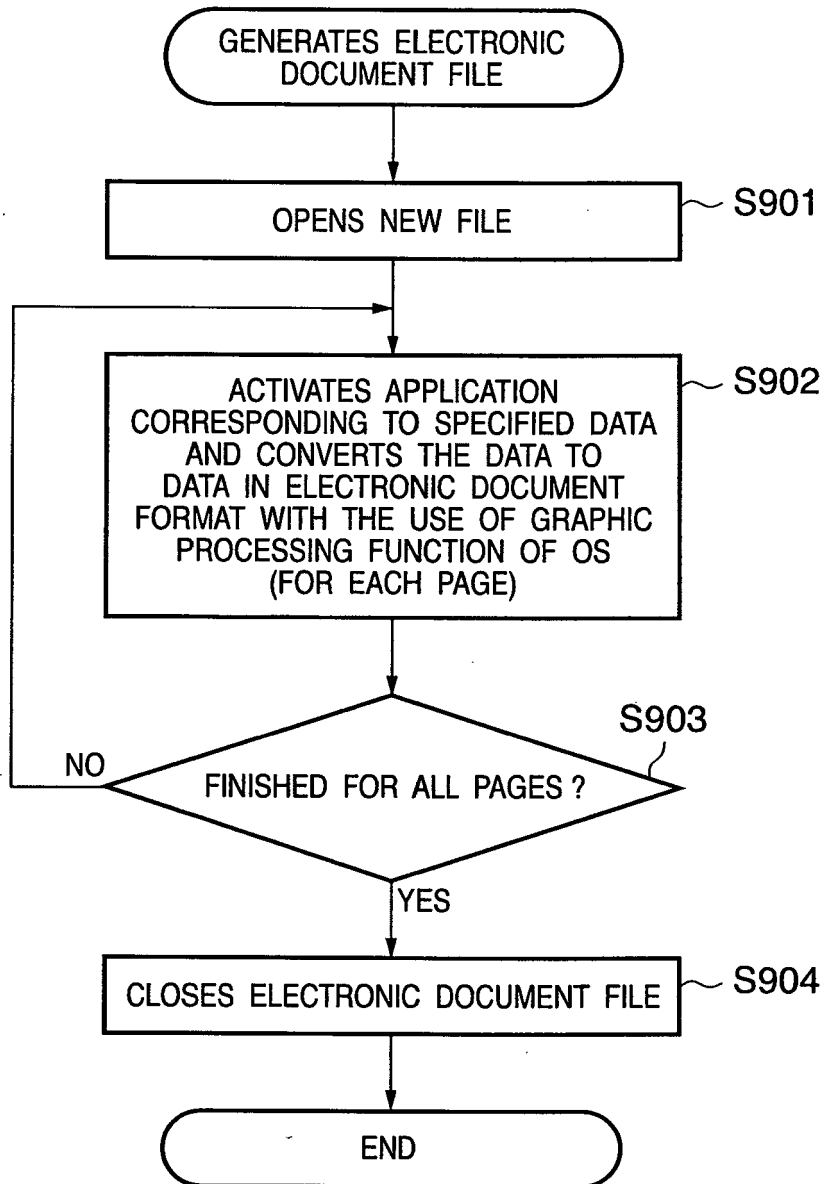 GENERATES ELECTRONIC
DOCUMENT FILE
OPENS NEW FILE
S901
ACTIVATES APPLICATION
CORRESPONDING TO SPECIFIED DATA
AND CONVERTS THE DATA TO
DATA IN ELECTRONIC DOCUMENT
FORMAT WITH THE USE OF GRAPHIC
PROCESSING FUNCTION OF OS
(FOR EACH PAGE)
S902
FINISHED FOR ALL PAGES ?
S903
NO
YES
CLOSES ELECTRONIC DOCUMENT FILE
S904
END